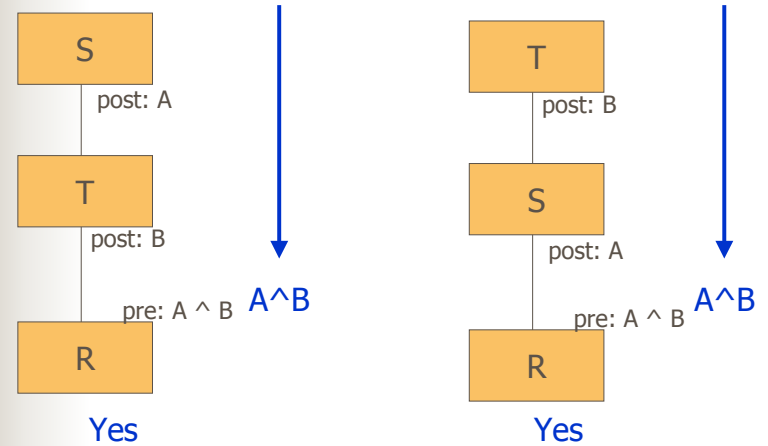 S
post: A
T
post: B
pre: A ^ B
A^B
R
Yes
T
post: B
S
post: A
pre: A ^ B
A^B
R
Yes